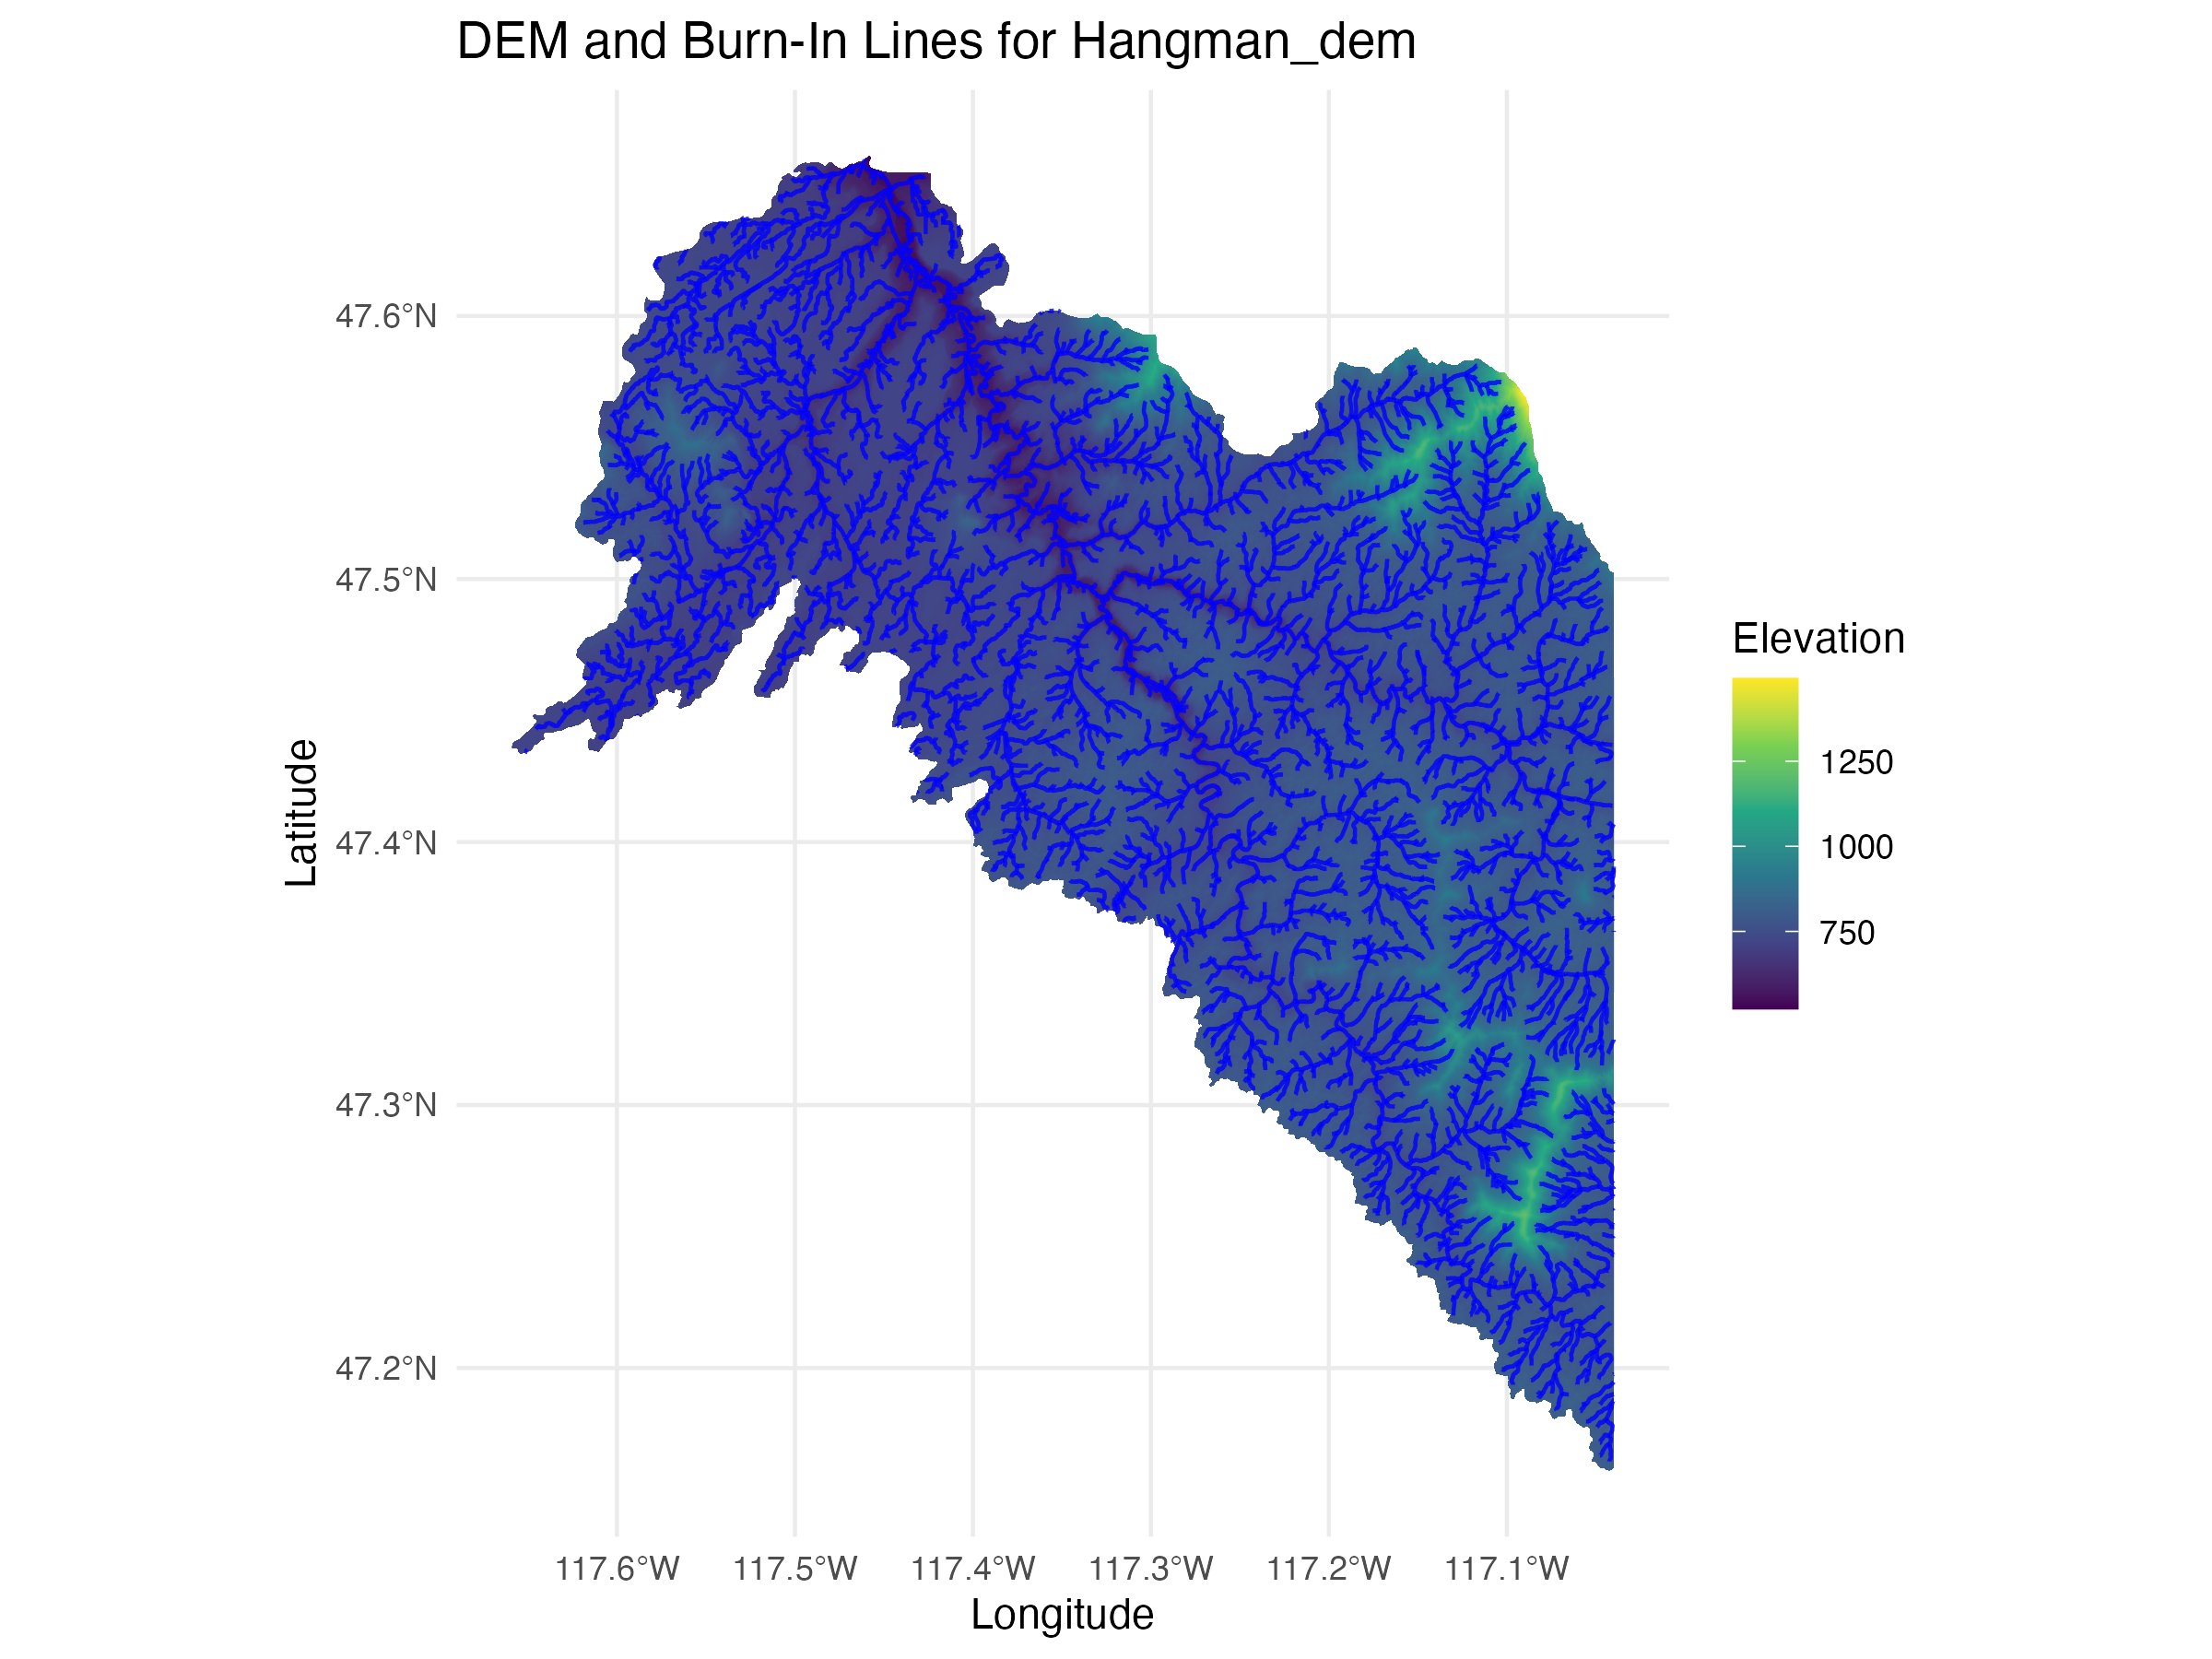 DEM and Burn-In Lines for Hangman_dem
47.6°N
47.5°N
47.4°N
47.3°N
47.2°N
Latitude
117.6°W
117.5°W
117.4°W
117.3°W
117.2°W
117.1°W
Longitude
Elevation
1250
1000
750